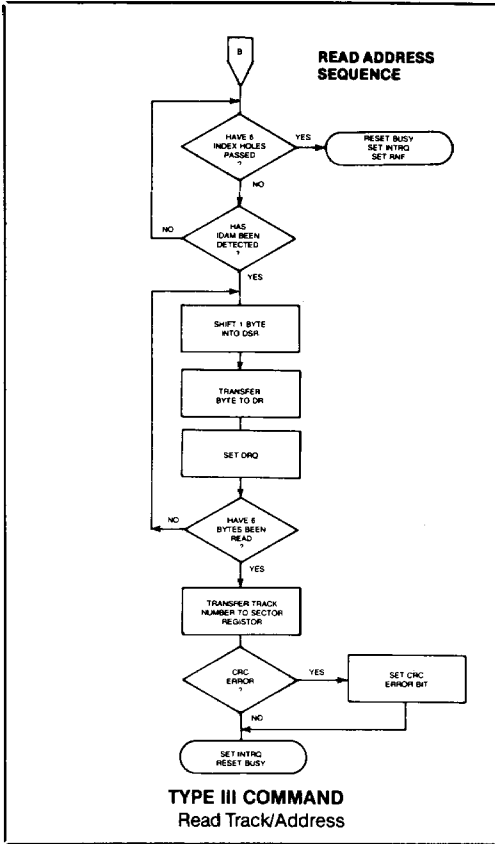 B
READ ADDRESS
SEQUENCE
HAVE 6
INDEX HOLES
PASSED
?
YES
RESET BUSY
SET INTRQ
SET RNF
NO
HAS
IDAM BEEN
DETECTED
?
NO
YES
SHIFT 1 BYTE
INTO DSR
TRANSFER
BYTE TO DR
SET DRQ
HAVE 6
BYTES BEEN
READ
?
NO
YES
TRANSFER TRACK
NUMBER TO SECTOR
REGISTOR
CRC
ERROR
?
YES
SET CRC
ERROR BIT
NO
SET INTRQ
RESET BUSY
TYPE III COMMAND
Read Track/Address